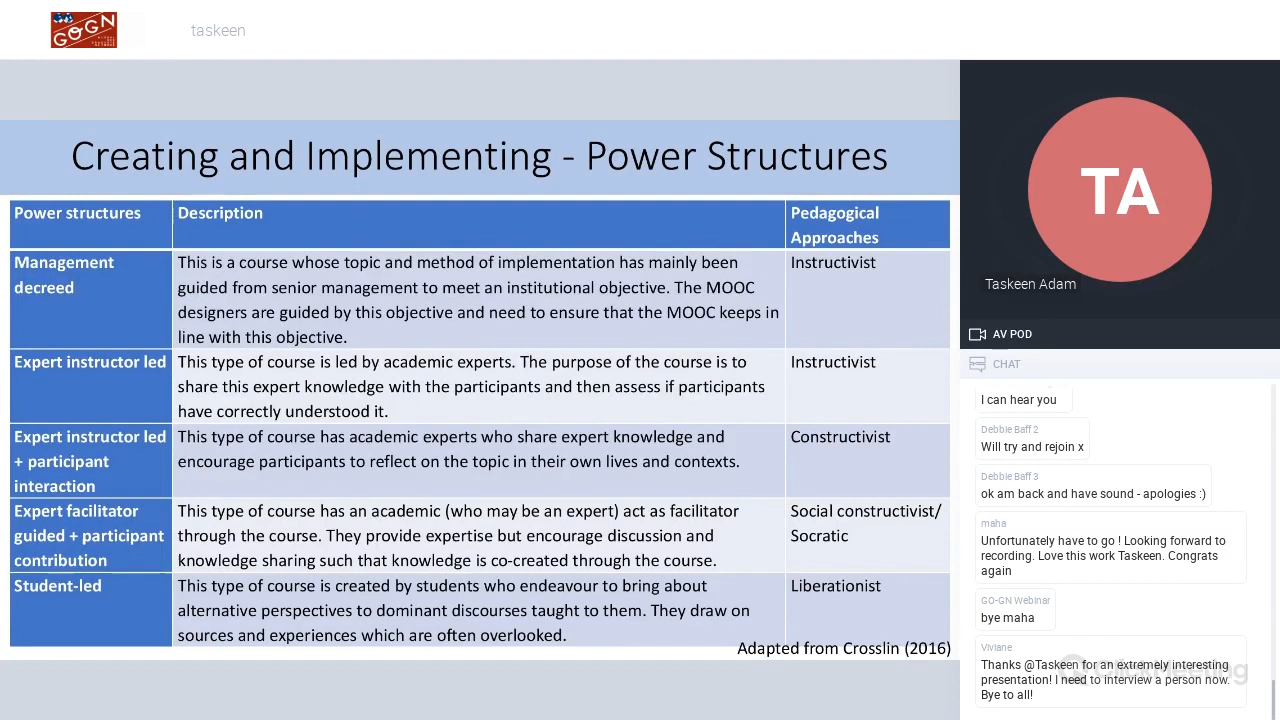 GOGN
taskeen
Creating and Implementing - Power Structures
Power structures
Description
Pedagogical
Approaches
Management
decreed
This is a course whose topic and method of implementation has mainly been
guided from senior management to meet an institutional objective. The MOOC
designers are guided by this objective and need to ensure that the MOOC keeps in
line with this objective.
Instructivist
Expert instructor led
This type of course is led by academic experts. The purpose of the course is to
share this expert knowledge with the participants and then assess if participants
have correctly understood it.
Instructivist
Expert instructor led
+ participant
interaction
This type of course has academic experts who share expert knowledge and
encourage participants to reflect on the topic in their own lives and contexts.
Constructivist
Expert facilitator
guided + participant
contribution
This type of course has an academic (who may be an expert) act as facilitator
through the course. They provide expertise but encourage discussion and
knowledge sharing such that knowledge is co-created through the course.
Social constructivist/
Socratic
Student-led
This type of course is created by students who endeavour to bring about
alternative perspectives to dominant discourses taught to them. They draw on
sources and experiences which are often overlooked.
Liberationist
Adapted from Crosslin (2016)
TA
Taskeen Adam
AV POD
CHAT
I can hear you
Debbie Baff 2
Will try and rejoin x
Debbie Baff 3
ok am back and have sound - apologies :)
maha
Unfortunately have to go ! Looking forward to
recording. Love this work Taskeen. Congrats
again
GO-GN Webinar
bye maha
Viviane
Thanks @Taskeen for an extremely interesting
presentation! I need to interview a person now.
Bye to all!
ClickMeeting